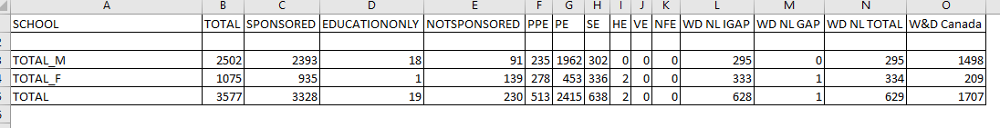 A B C D E F G H I J K L M N O
SCHOOL TOTAL SPONSORED EDUCATIONONLY NOTSPONSORED PPE PE SE HE VE NFE WD NL IGAP WD NL GAP WD NL TOTAL W&D Canada
TOTAL_M 2502 2393 18 91 235 1962 302 0 0 0 295 0 295 1498
TOTAL_F 1075 935 1 139 278 453 336 2 0 0 333 1 334 209
TOTAL 3577 3328 19 230 513 2415 638 2 0 0 628 1 629 1707